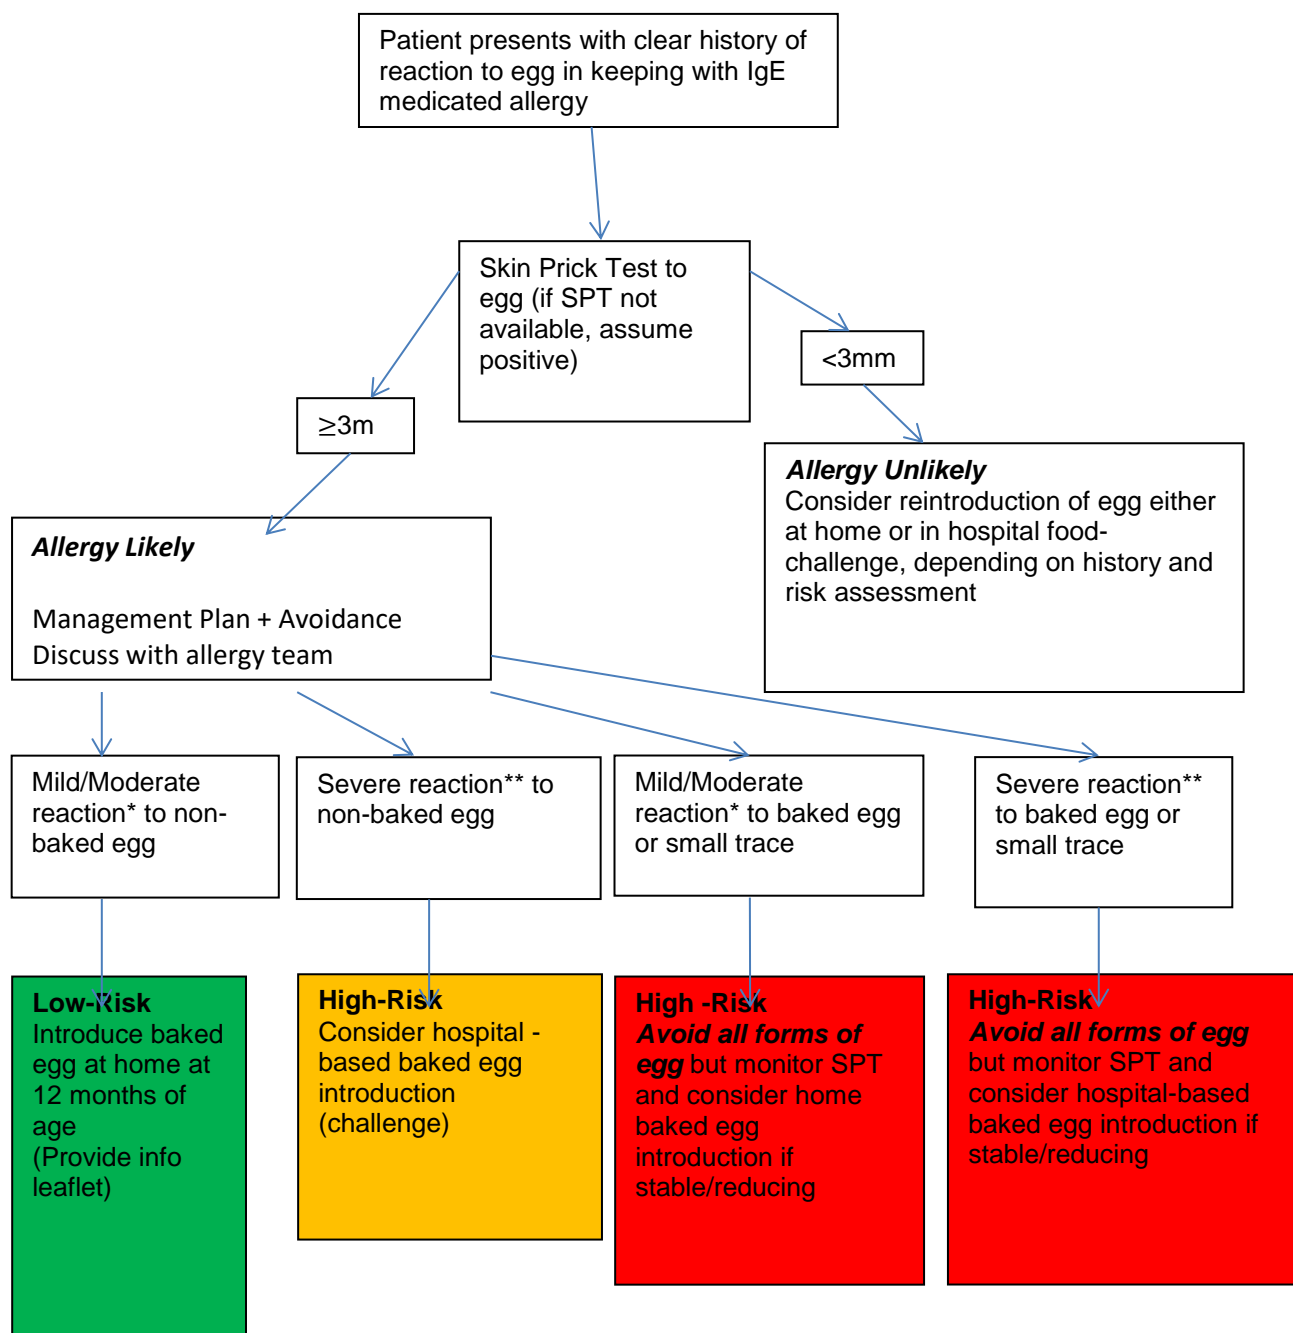 Patient presents with clear history of
reaction to egg in keeping with IgE
medicated allergy
Skin Prick Test to
egg (if SPT not
available, assume
positive)
<3mm
≥3m
Allergy Unlikely
Consider reintroduction of egg either
at home or in hospital food-
challenge, depending on history and
risk assessment
Allergy Likely
Management Plan + Avoidance
Discuss with allergy team
Mild/Moderate
reaction* to non-
baked egg
Severe reaction** to
non-baked egg
Mild/Moderate
reaction* to baked egg
or small trace
Severe reaction**
to baked egg or
small trace
Low-Risk
Introduce baked
egg at home at
12 months of
age
(Provide info
leaflet)
High-Risk
Consider hospital -
based baked egg
introduction
(challenge)
High -Risk
Avoid all forms of
egg but monitor SPT
and consider home
baked egg
introduction if
stable/reducing
High-Risk
Avoid all forms of egg
but monitor SPT and
consider hospital-based
baked egg introduction if
stable/reducing